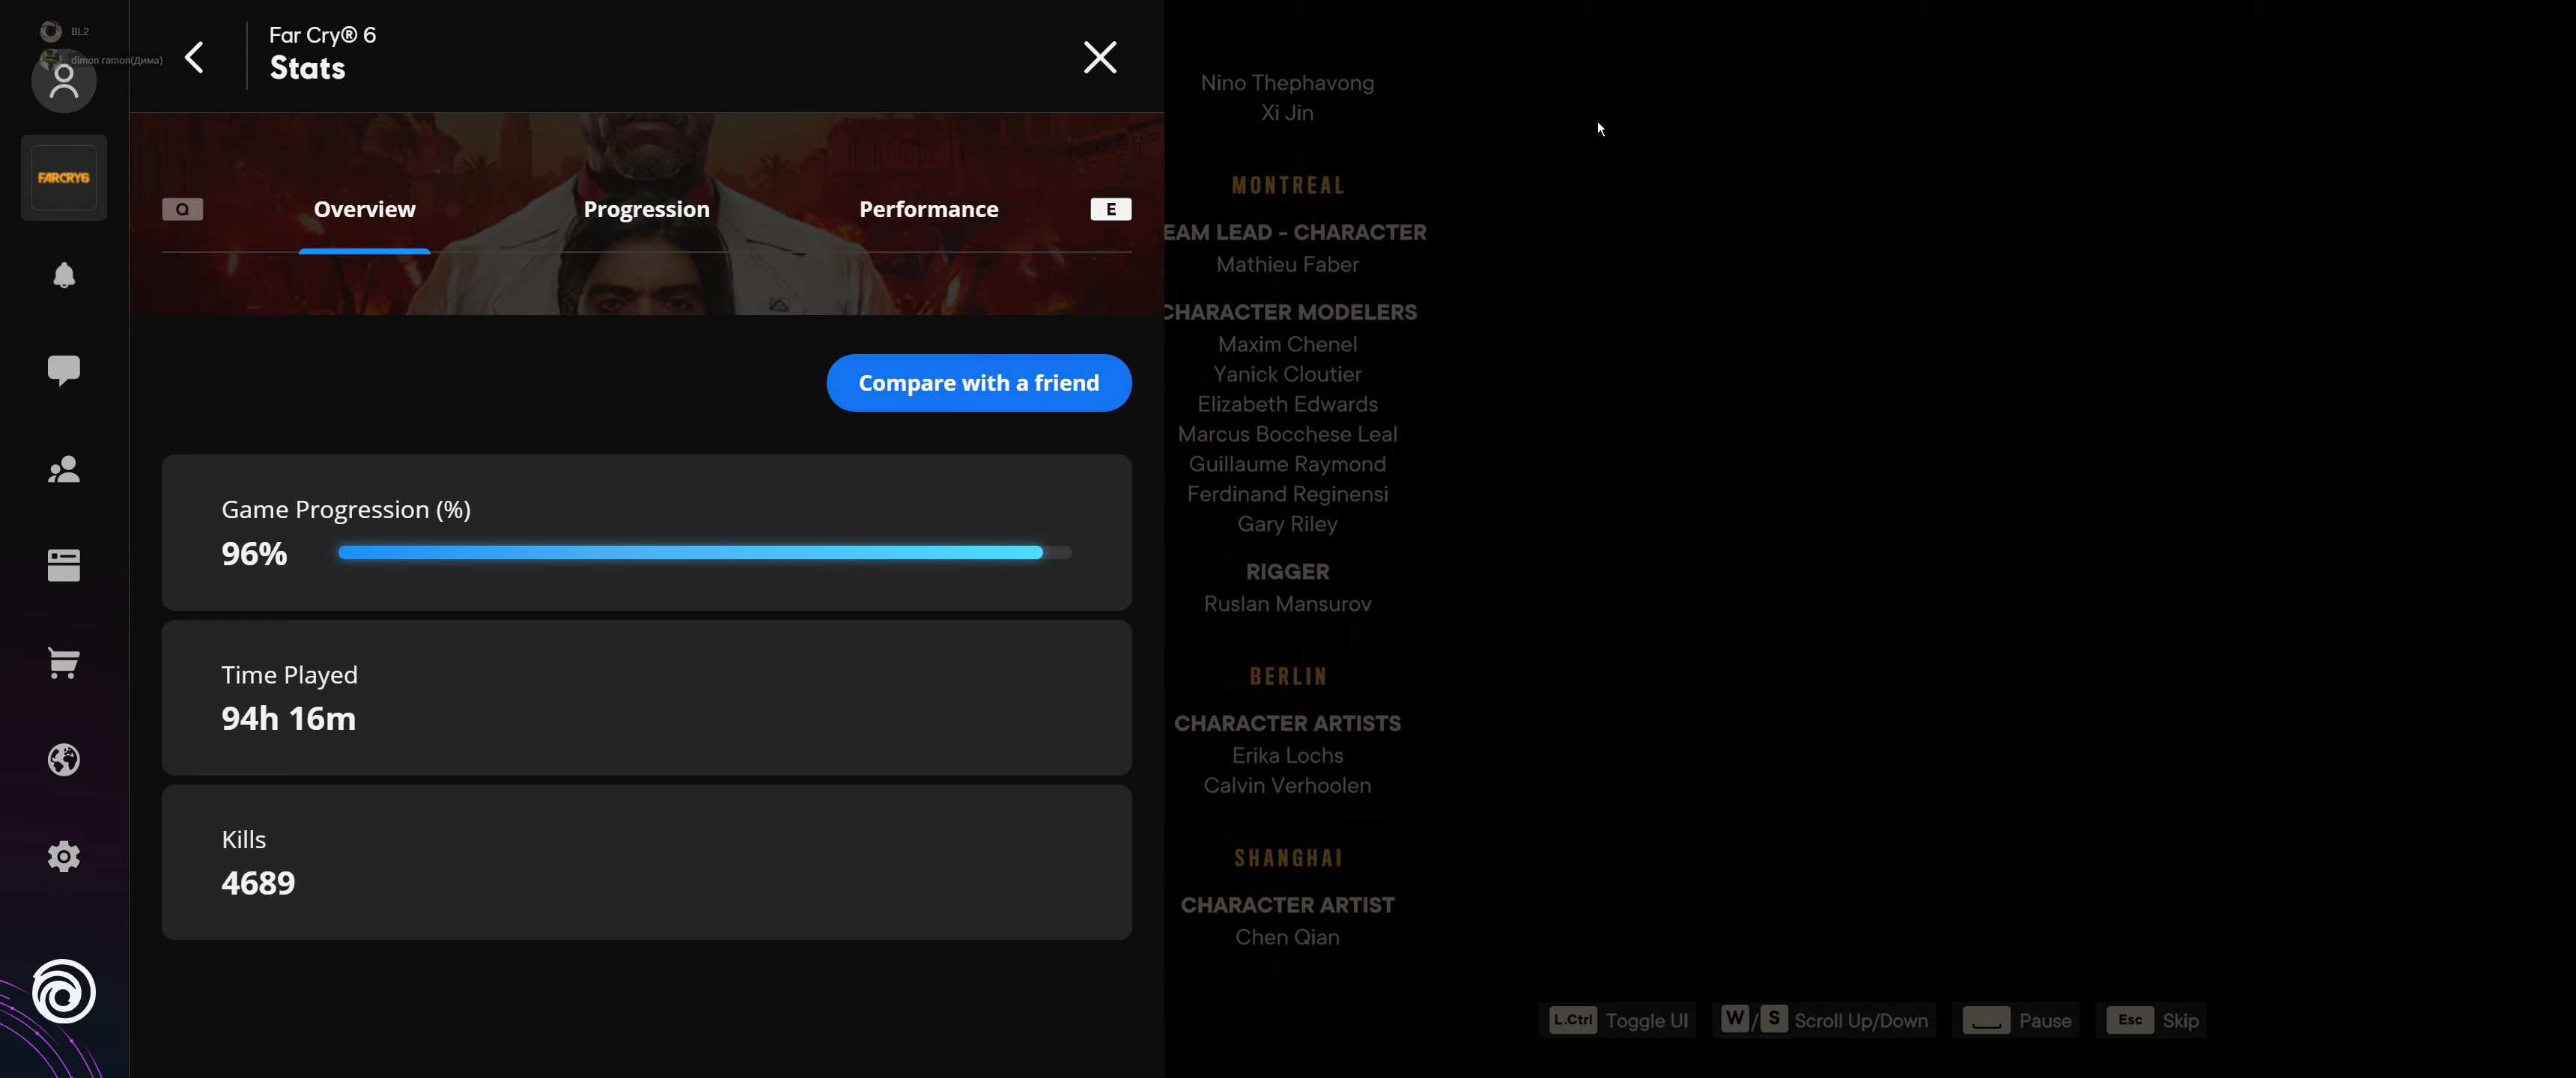 BL2
dimon ramon(Дима)
Far Cry® 6
Stats
FARCRY6
Q
Overview
Progression
Performance
E
Compare with a friend
Game Progression (%)
96%
Time Played
94h 16m
Kills
4689
Nino Thephavong
Xi Jin
MONTREAL
EAM LEAD - CHARACTER
Mathieu Faber
CHARACTER MODELERS
Maxim Chenel
Yanick Cloutier
Elizabeth Edwards
Marcus Bocchese Leal
Guillaume Raymond
Ferdinand Reginensi
Gary Riley
RIGGER
Ruslan Mansurov
BERLIN
CHARACTER ARTISTS
Erika Lochs
Calvin Verhoolen
SHANGHAI
CHARACTER ARTIST
Chen Qian
L.Ctrl Toggle UI W/S Scroll Up/Down Pause Esc Skip